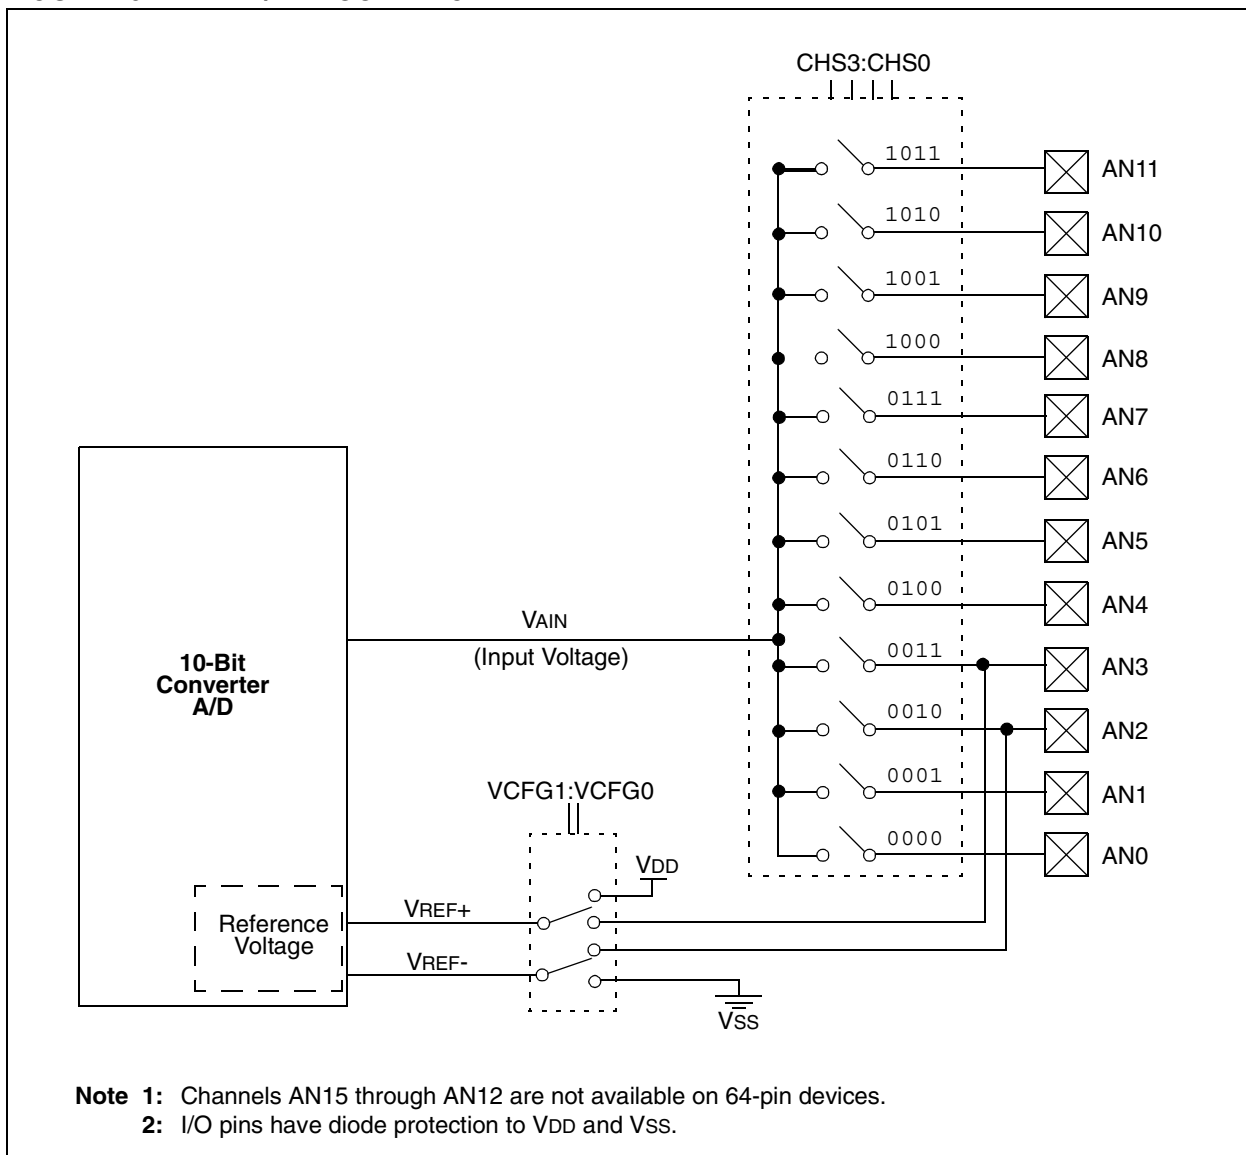 CHS3:CHS0
1011 AN11
1010 AN10
1001 AN9
1000 AN8
0111 AN7
0110 AN6
0101 AN5
0100 AN4
VAIN
(Input Voltage)
10-Bit
Converter
A/D
0011 AN3
0010 AN2
0001 AN1
0000 AN0
VCFG1:VCFG0
VDD
Reference
Voltage
VREF+
VREF-
VSS
Note 1: Channels AN15 through AN12 are not available on 64-pin devices.
2: I/O pins have diode protection to VDD and VSS.